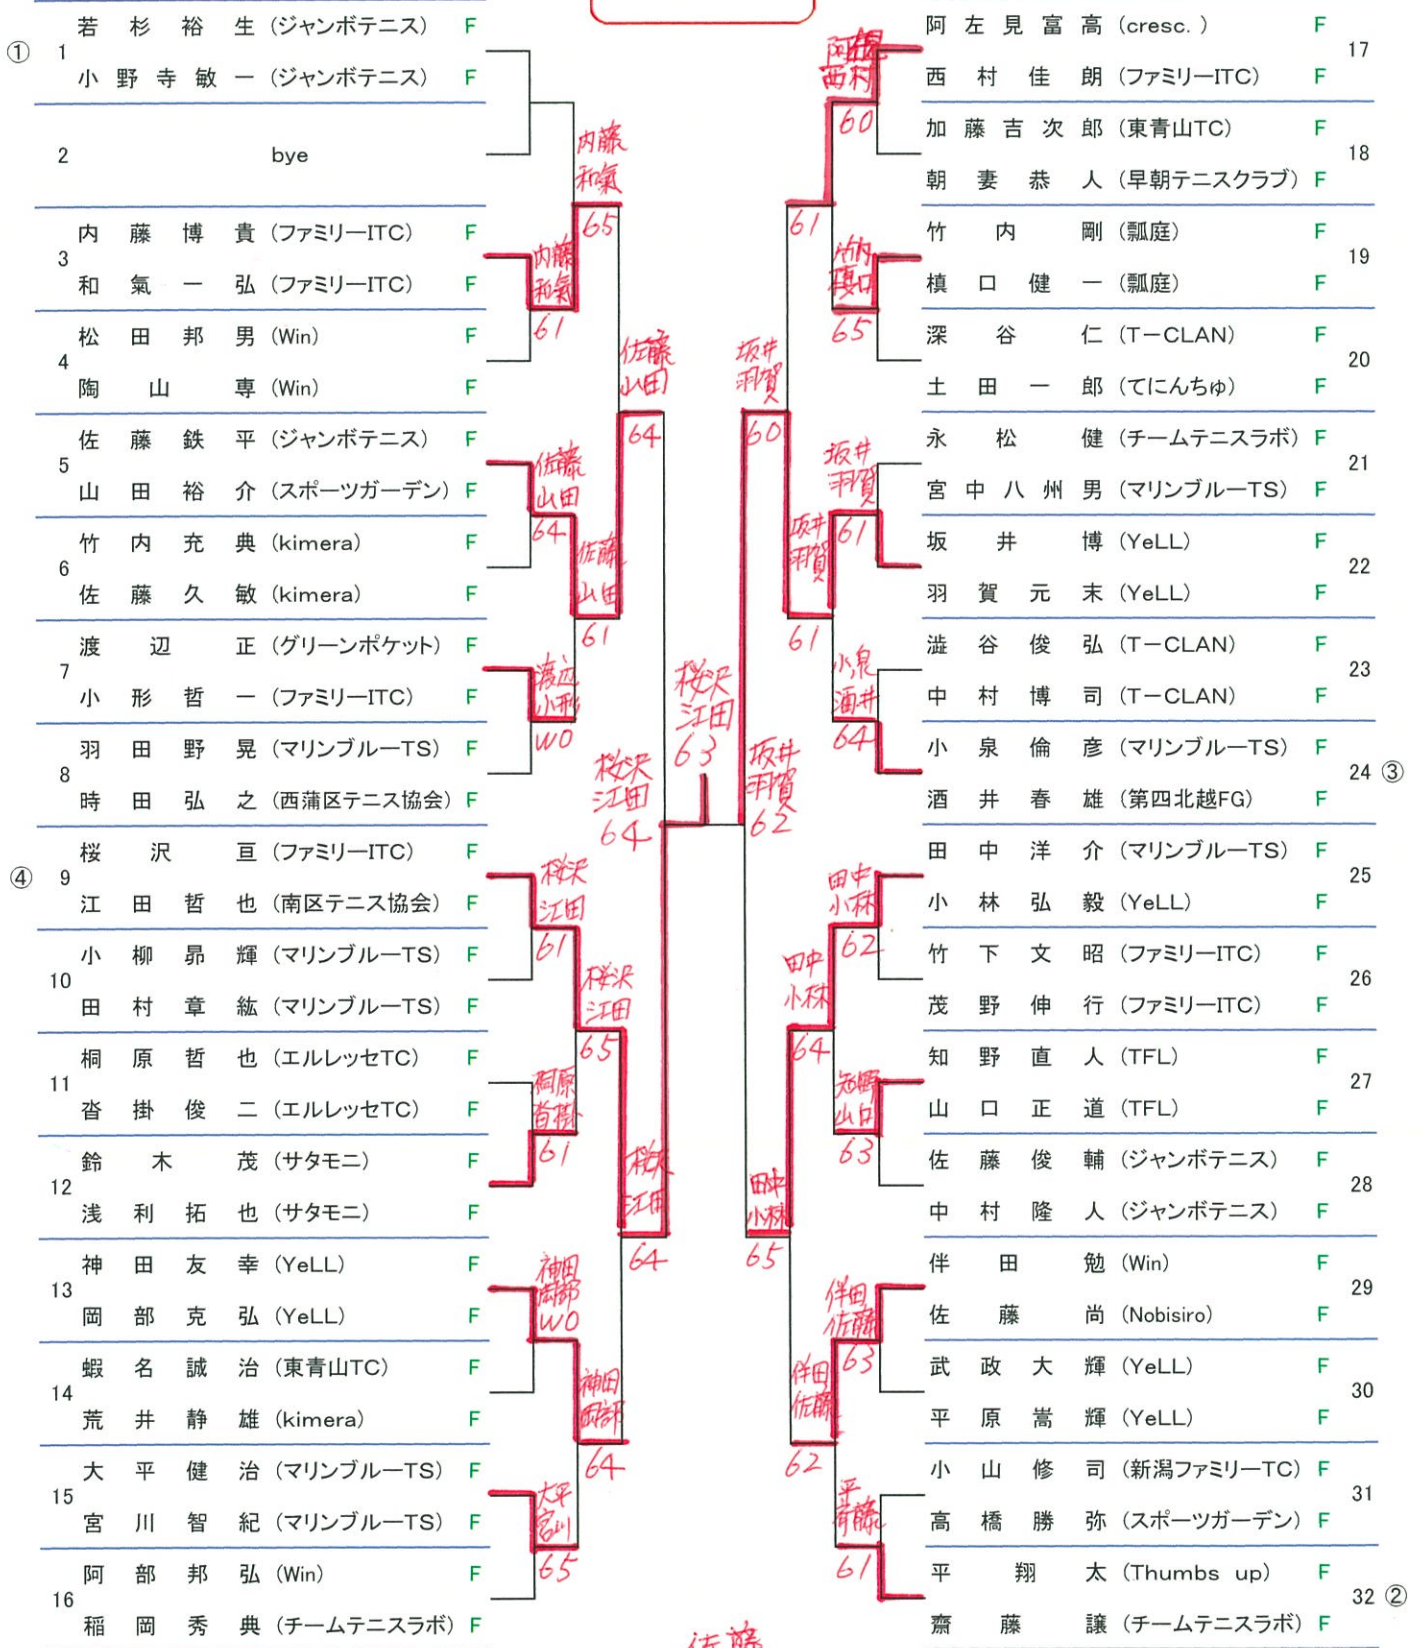 ① 1 若杉裕生 (ジャンボテニス) F
小野寺敏一 (ジャンボテニス) F
2 bye
3 内藤博貴 (ファミリーITC) F
和氣一弘 (ファミリーITC) F
4 松田邦男 (Win) F
陶山専 (Win) F
5 佐藤鉄平 (ジャンボテニス) F
山田裕介 (スポーツガーデン) F
6 竹内充典 (kimera) F
佐藤久敏 (kimera) F
7 渡辺正 (グリーンポケット) F
小形哲一 (ファミリーITC) F
8 羽田野晃 (マリンブルーTS) F
時田弘之 (西蒲区テニス協会) F
④ 9 桜沢亘 (ファミリーITC) F
江田哲也 (南区テニス協会) F
10 小柳昴輝 (マリンブルーTS) F
田村章紘 (マリンブルーTS) F
11 桐原哲也 (エルレッセTC) F
沓掛俊二 (エルレッセTC) F
12 鈴木茂 (サタモニ) F
浅利拓也 (サタモニ) F
13 神田友幸 (YeLL) F
岡部克弘 (YeLL) F
14 蝦名誠治 (東青山TC) F
荒井静雄 (kimera) F
15 大平健治 (マリンブルーTS) F
宮川智紀 (マリンブルーTS) F
16 阿部邦弘 (Win) F
稲岡秀典 (チームテニスラボ) F
内藤
和氣
65
内藤
和氣
61
佐藤
山田
64
佐藤
山田
64
佐藤
山田
61
渡辺
小形
WO
桜沢
江田
64
桜沢
江田
61
桜沢
江田
65
桐原
沓掛
61
桜沢
江田
64
神田
岡部
WO
神田
岡部
64
大平
宮川
65
桜沢
江田
63
佐藤
西村
60
61
竹内
槙口
65
坂井
羽賀
60
坂井
羽賀
61
坂井
羽賀
61
小泉
酒井
64
坂井
羽賀
62
田中
小林
62
田中
小林
64
知野
山口
63
田中
小林
65
伴田
佐藤
63
伴田
佐藤
62
平
斉藤
61
阿左見富高 (cresc.) F 17
西村佳朗 (ファミリーITC) F
加藤吉次郎 (東青山TC) F 18
朝妻恭人 (早朝テニスクラブ) F
竹内剛 (瓢庭) F 19
槙口健一 (瓢庭) F
深谷仁 (T-CLAN) F 20
土田一郎 (てにんちゅ) F
永松健 (チームテニスラボ) F 21
宮中八州男 (マリンブルーTS) F
坂井博 (YeLL) F 22
羽賀元末 (YeLL) F
澁谷俊弘 (T-CLAN) F 23
中村博司 (T-CLAN) F
小泉倫彦 (マリンブルーTS) F 24 ③
酒井春雄 (第四北越FG) F
田中洋介 (マリンブルーTS) F 25
小林弘毅 (YeLL) F
竹下文昭 (ファミリーITC) F 26
茂野伸行 (ファミリーITC) F
知野直人 (TFL) F 27
山口正道 (TFL) F
佐藤俊輔 (ジャンボテニス) F 28
中村隆人 (ジャンボテニス) F
伴田勉 (Win) F 29
佐藤尚 (Nobisiro) F
武政大輝 (YeLL) F 30
平原嵩輝 (YeLL) F
小山修司 (新潟ファミリーTC) F 31
高橋勝弥 (スポーツガーデン) F
平翔太 (Thumbs up) F 32 ②
齋藤譲 (チームテニスラボ) F